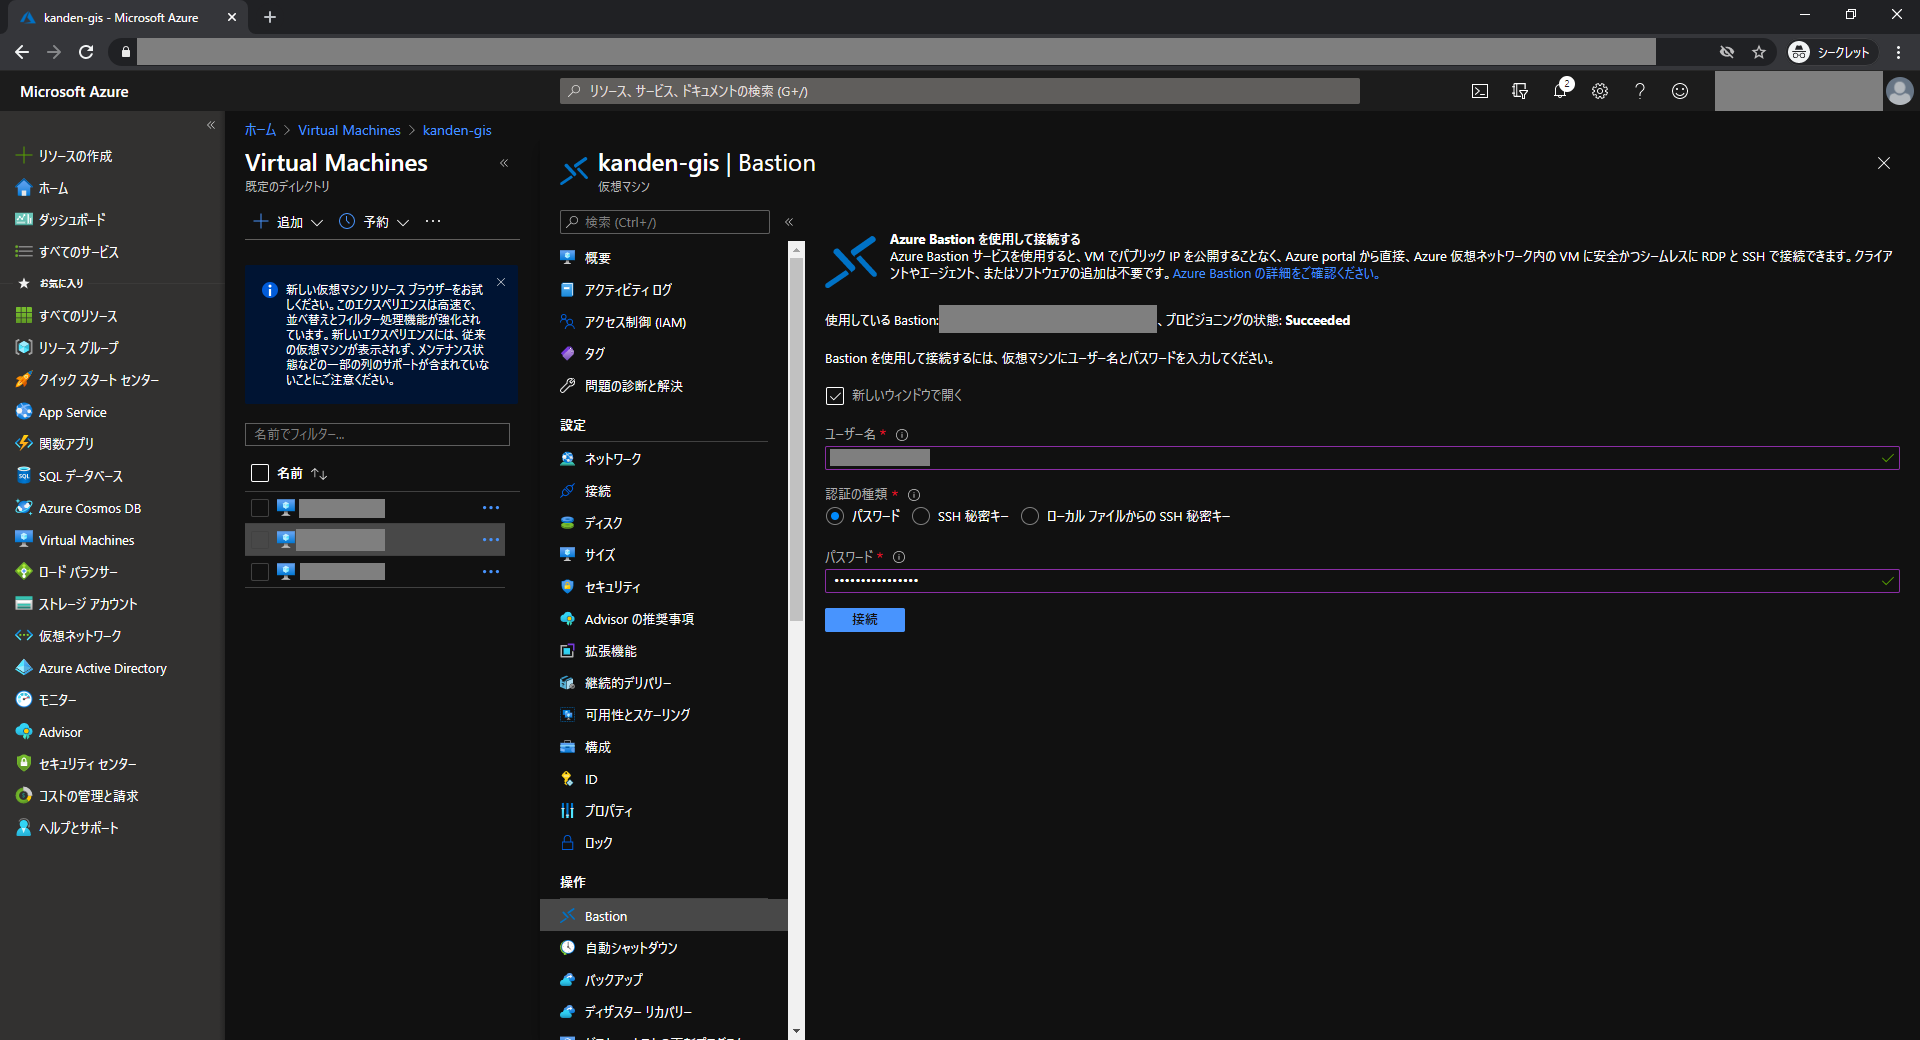 kanden-gis - Microsoft Azure
シークレット
Microsoft Azure
リソース、サービス、ドキュメントの検索 (G+/)
2
リソースの作成
ホーム
ダッシュボード
すべてのサービス
お気に入り
すべてのリソース
リソース グループ
クイック スタート センター
App Service
関数アプリ
SQL データベース
Azure Cosmos DB
Virtual Machines
ロード バランサー
ストレージ アカウント
仮想ネットワーク
Azure Active Directory
モニター
Advisor
セキュリティ センター
コストの管理と請求
ヘルプとサポート
ホーム > Virtual Machines > kanden-gis
Virtual Machines
既定のディレクトリ
追加 予約 ...
新しい仮想マシン リソース ブラウザーをお試
しください。このエクスペリエンスは高速で、
並べ替えとフィルター処理機能が強化され
ています。新しいエクスペリエンスには、従来
の仮想マシンが表示されず、メンテナンス状
態などの一部の列のサポートが含まれていな
いことにご注意ください。
名前でフィルター...
名前 ↑↓
kanden-gis | Bastion
仮想マシン
検索 (Ctrl+/)
概要
アクティビティ ログ
アクセス制御 (IAM)
タグ
問題の診断と解決
設定
ネットワーク
接続
ディスク
サイズ
セキュリティ
Advisor の推奨事項
拡張機能
継続的デリバリー
可用性とスケーリング
構成
ID
プロパティ
ロック
操作
Bastion
自動シャットダウン
バックアップ
ディザスター リカバリー
Azure Bastion を使用して接続する
Azure Bastion サービスを使用すると、VM でパブリック IP を公開することなく、Azure portal から直接、Azure 仮想ネットワーク内の VM に安全かつシームレスに RDP と SSH で接続できます。クライア
ントやエージェント、またはソフトウェアの追加は不要です。Azure Bastion の詳細をご確認ください。
使用している Bastion: 、プロビジョニングの状態: Succeeded
Bastion を使用して接続するには、仮想マシンにユーザー名とパスワードを入力してください。
新しいウィンドウで開く
ユーザー名 *
認証の種類 *
パスワード SSH 秘密キー ローカル ファイルからの SSH 秘密キー
パスワード *
••••••••••••••••
接続